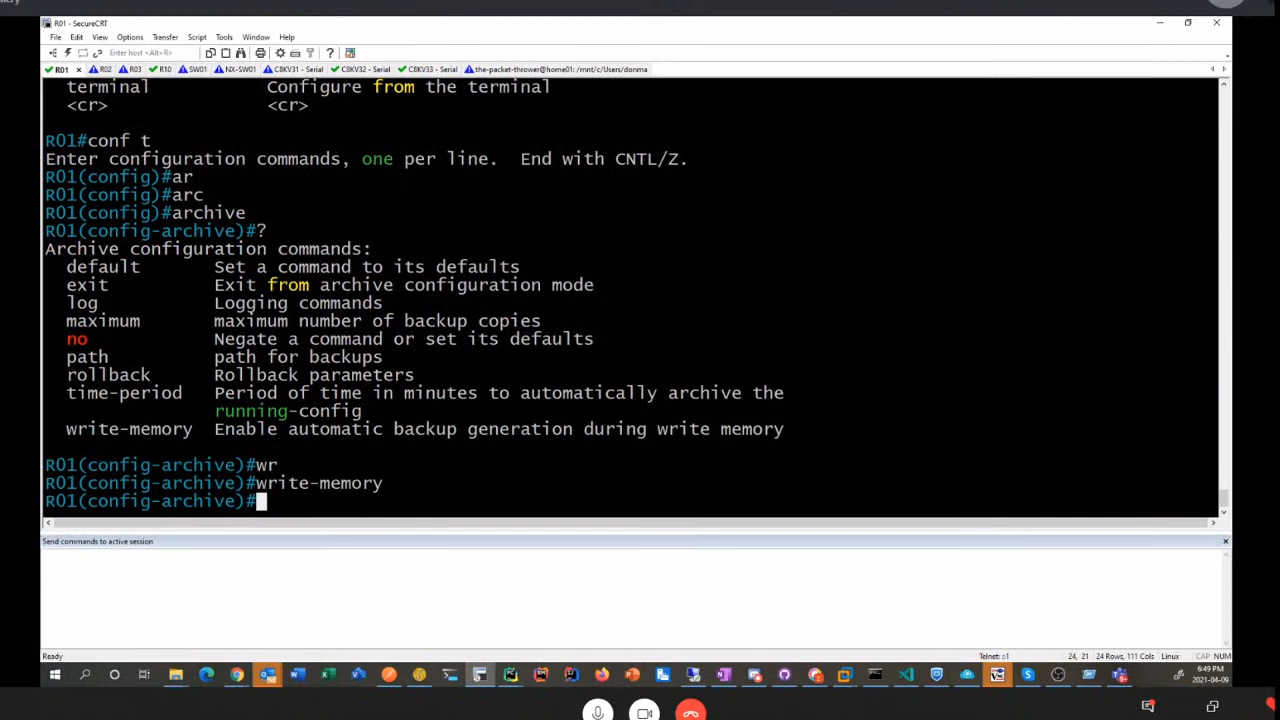 R01 - SecureCRT
File Edit View Options Transfer Script Tools Window Help
Enter host <Alt+R>
R01 R02 R03 R10 SW01 NX-SW01 C8KV31 - Serial C8KV32 - Serial C8KV33 - Serial the-packet-thrower@home01: /mnt/c/Users/donma
terminal Configure from the terminal
<cr> <cr>
R01#conf t
Enter configuration commands, one per line. End with CNTL/Z.
R01(config)#ar
R01(config)#arc
R01(config)#archive
R01(config-archive)#?
Archive configuration commands:
default Set a command to its defaults
exit Exit from archive configuration mode
log Logging commands
maximum maximum number of backup copies
no Negate a command or set its defaults
path path for backups
rollback Rollback parameters
time-period Period of time in minutes to automatically archive the
running-config
write-memory Enable automatic backup generation during write memory
R01(config-archive)#wr
R01(config-archive)#write-memory
R01(config-archive)#
Send commands to active session
Ready Telnet: 24, 21 24 Rows, 111 Cols Linux CAP NUM
6:49 PM
2021-04-09